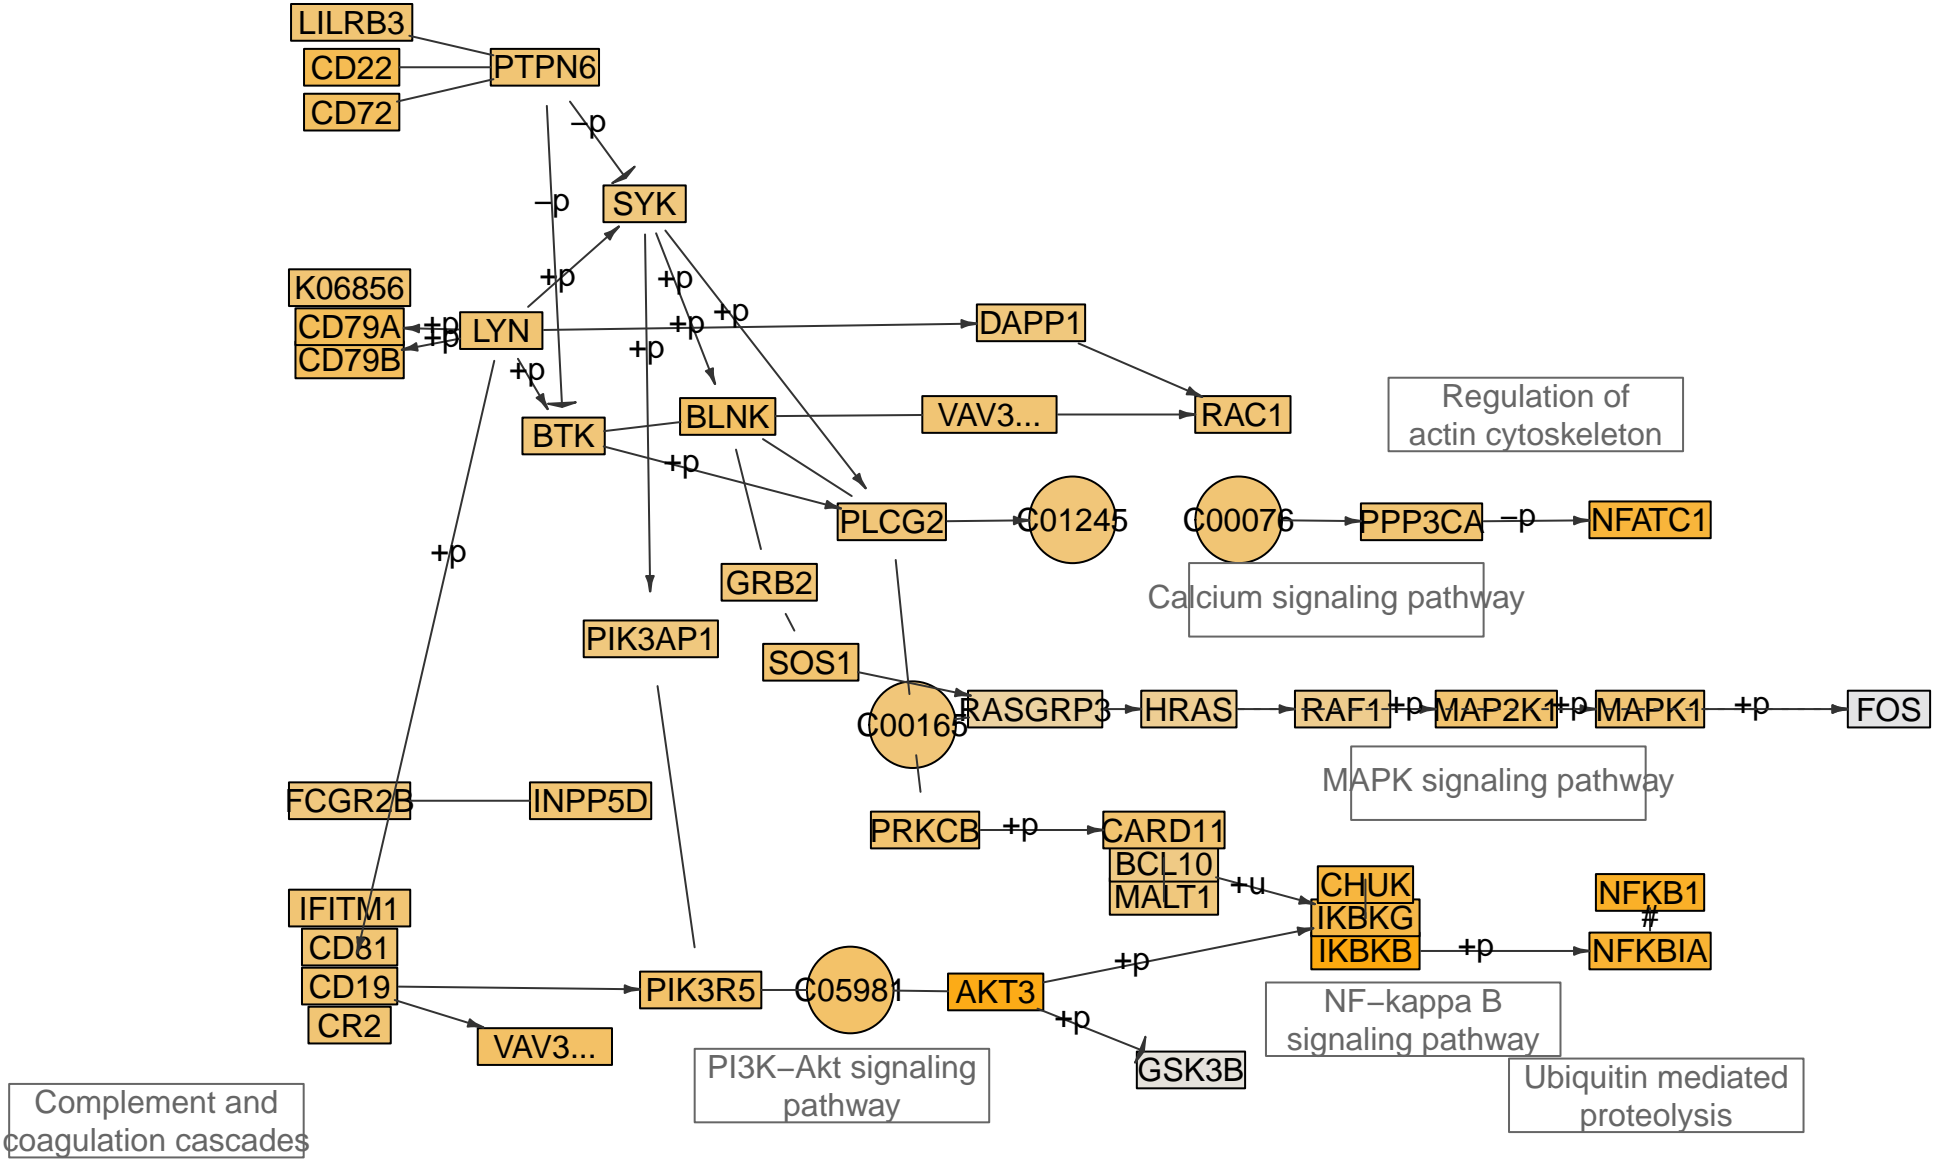 LILRB3
CD22
PTPN6
CD72
−p
SYK
−p
+p
+p
K06856
+p
CD79A
+p
LYN
+p
DAPP1
CD79B
+p
+p
+p
Regulation of
actin cytoskeleton
BTK
BLNK
VAV3...
RAC1
+p
PLCG2
C01245
C00076
PPP3CA
−p
NFATC1
+p
GRB2
Calcium signaling pathway
PIK3AP1
SOS1
C00165
RASGRP3
HRAS
RAF1
+p
MAP2K1
+p
MAPK1
+p
FOS
MAPK signaling pathway
FCGR2B
INPP5D
PRKCB
+p
CARD11
BCL10
MALT1
+u
CHUK
IKBKG
IKBKB
+p
NFKB1
#
NFKBIA
IFITM1
CD81
CD19
CR2
PIK3R5
C05981
AKT3
+p
+p
VAV3...
GSK3B
NF−kappa B
signaling pathway
PI3K−Akt signaling
pathway
Ubiquitin mediated
proteolysis
Complement and
coagulation cascades